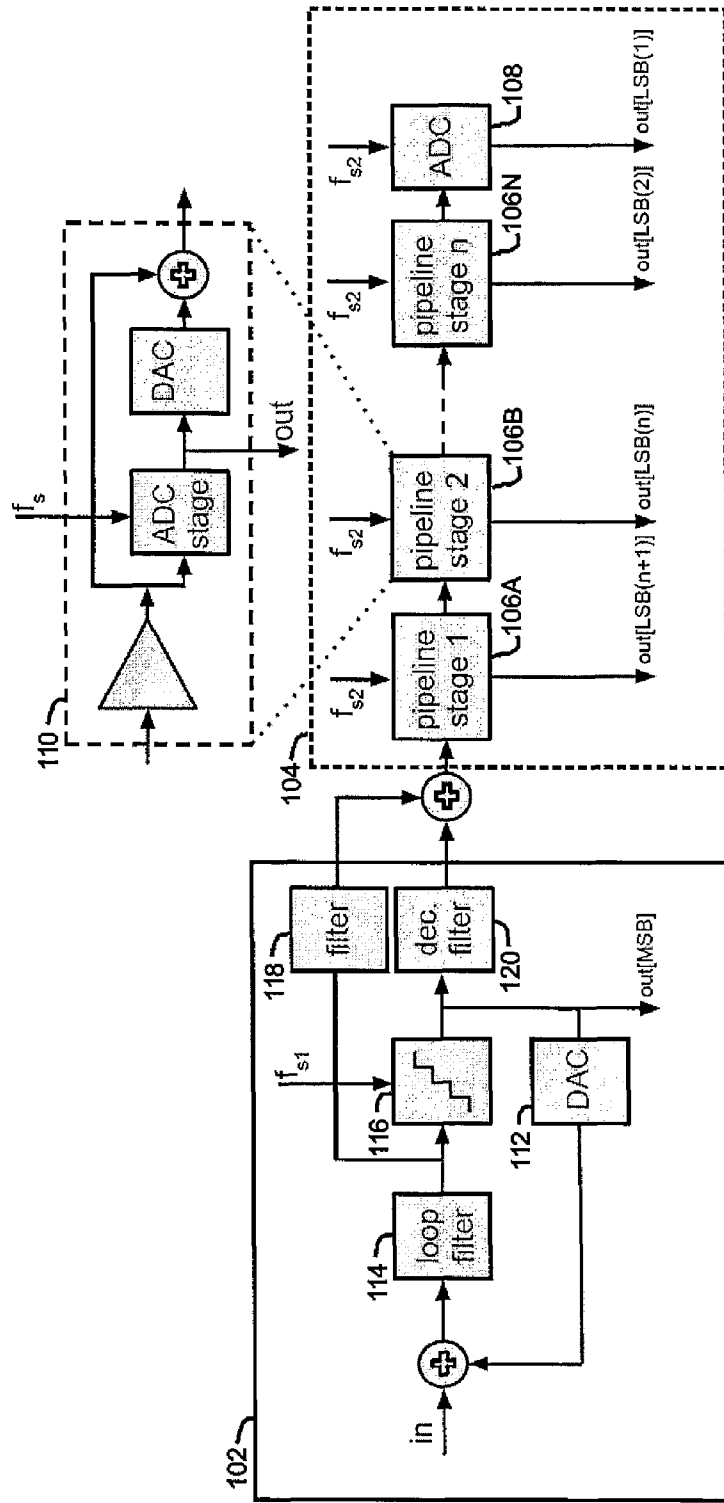 110
f_s
ADC
stage
DAC
out
102
in
114
loop
filter
f_s1
116
118
filter
dec.
filter
120
112
DAC
out[MSB]
104
f_s2
pipeline
stage 1
106A
out[LSB(n+1)]
f_s2
pipeline
stage 2
106B
out[LSB(n)]
f_s2
pipeline
stage n
106N
out[LSB(2)]
f_s2
ADC
108
out[LSB(1)]